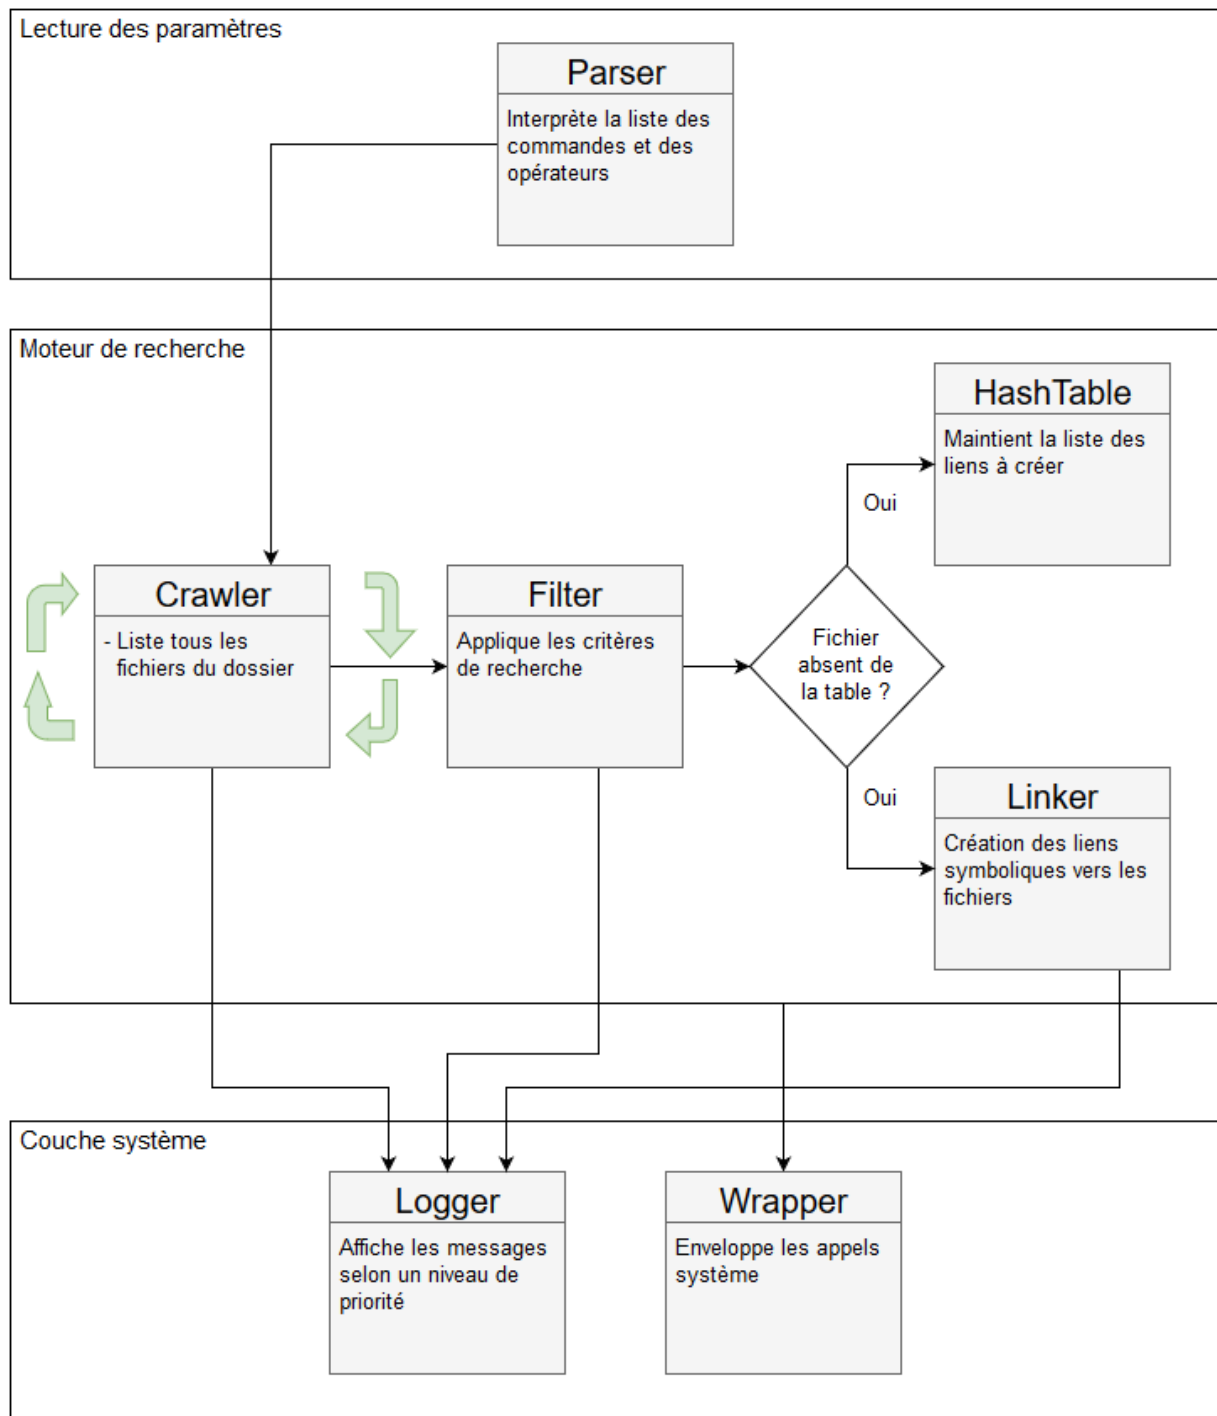 Lecture des paramètres
Parser
Interprète la liste des
commandes et des
opérateurs
Moteur de recherche
HashTable
Maintient la liste des
liens à créer
Oui
Crawler
- Liste tous les
fichiers du dossier
Filter
Applique les critères
de recherche
Fichier
absent de
la table ?
Oui
Linker
Création des liens
symboliques vers les
fichiers
Couche système
Logger
Affiche les messages
selon un niveau de
priorité
Wrapper
Enveloppe les appels
système